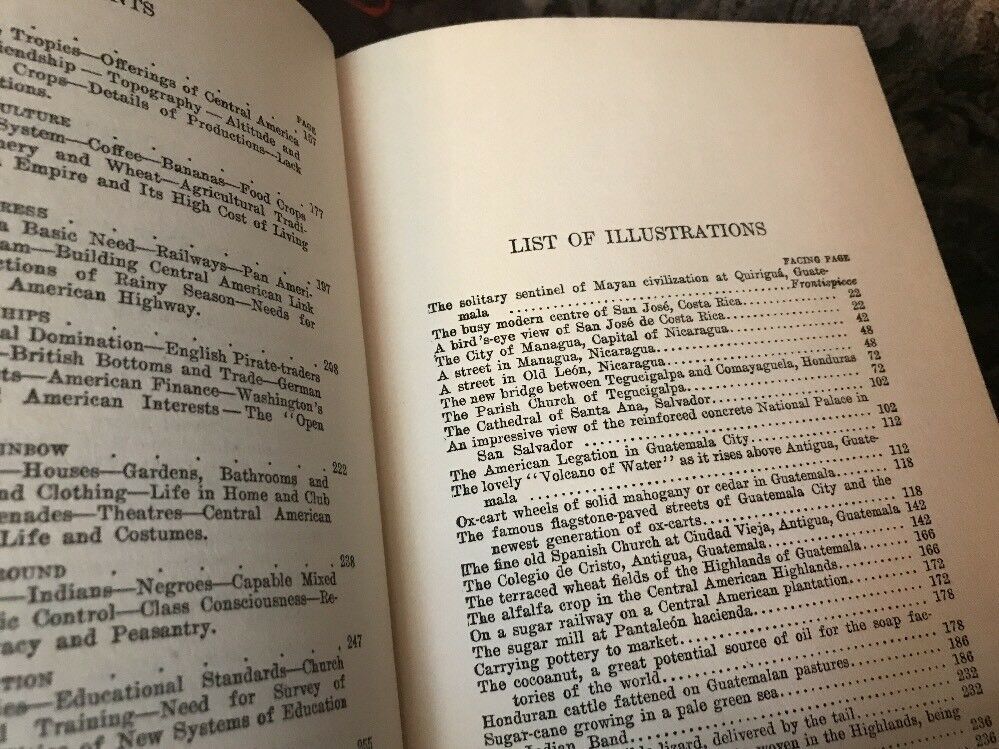 NTS
PAGE
Tropics—Offerings of Central America
iendship—Topography—Altitude and
Crops—Details of Productions—Lack
tions. 157
ULTURE
System—Coffee—Bananas—Food Crops
nery and Wheat—Agricultural Tradi-
Empire and Its High Cost of Living 177
RESS
a Basic Need—Railways—Pan Ameri-
am—Building Central American Link
ctions of Rainy Season—Needs for
American Highway. 197
HIPS
al Domination—English Pirate-traders
—British Bottoms and Trade—German
ts—American Finance—Washington's
American Interests—The "Open 208
INBOW 222
—Houses—Gardens, Bathrooms and
nd Clothing—Life in Home and Club
enades—Theatres—Central American
Life and Costumes.
ROUND 238
—Indians—Negroes—Capable Mixed
ic Control—Class Consciousness—Re-
acy and Peasantry.
TION 247
es—Educational Standards—Church
l Training—Need for Survey of
of New Systems of Education
LIST OF ILLUSTRATIONS
FACING PAGE
The solitary sentinel of Mayan civilization at Quiriguá, Guate-
mala Frontispiece
The busy modern centre of San José, Costa Rica 22
A bird's-eye view of San José de Costa Rica 22
The City of Managua, Capital of Nicaragua 42
A street in Managua, Nicaragua 48
A street in Old León, Nicaragua 48
The new bridge between Tegucigalpa and Comayaguela, Honduras 72
The Parish Church of Tegucigalpa 72
The Cathedral of Santa Ana, Salvador 102
An impressive view of the reinforced concrete National Palace in
San Salvador 102
The American Legation in Guatemala City 112
The lovely "Volcano of Water" as it rises above Antigua, Guate-
mala 112
Ox-cart wheels of solid mahogany or cedar in Guatemala 118
The famous flagstone-paved streets of Guatemala City and the
newest generation of ox-carts 118
The fine old Spanish Church at Ciudad Vieja, Antigua, Guatemala 142
The Colegio de Cristo, Antigua, Guatemala 142
The terraced wheat fields of the Highlands of Guatemala 166
The alfalfa crop in the Central American Highlands 166
On a sugar railway on a Central American plantation 172
The sugar mill at Pantaleón hacienda 172
Carrying pottery to market 178
The cocoanut, a great potential source of oil for the soap fac-
tories of the world 178
Honduran cattle fattened on Guatemalan pastures 186
Sugar-cane growing in a pale green sea 186
Indian Band 232
lizard, delivered by the tail 232
woven in the Highlands, being
236
236